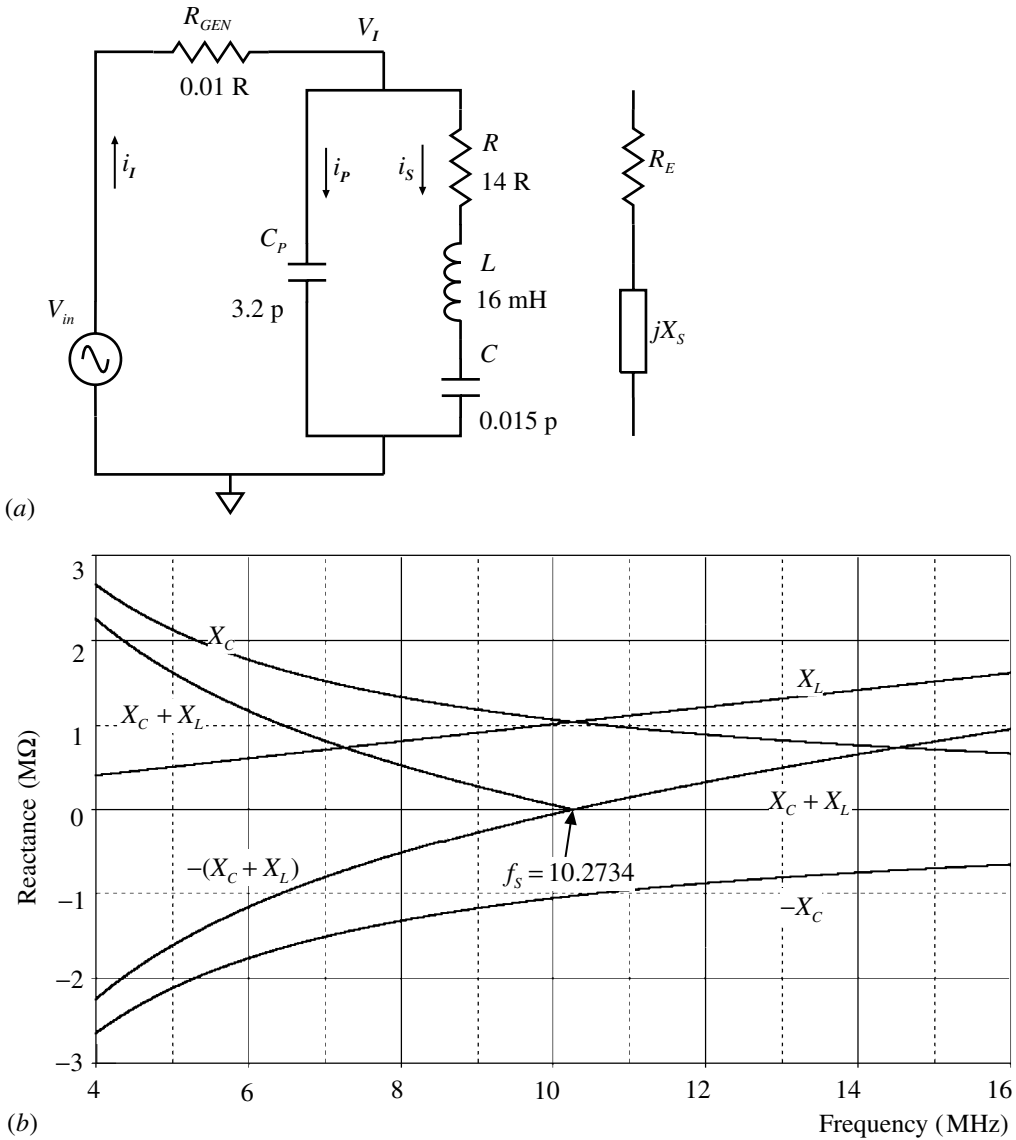 R_GEN
V_I
0.01 R
i_I
i_P
i_S
R
14 R
R_E
C_P
L
16 mH
3.2 p
V_in
jX_S
C
0.015 p
(a)
3
2
1
0
−1
−2
−3
Reactance (MΩ)
X_C
X_L
X_C + X_L
X_C + X_L
−(X_C + X_L)
f_S = 10.2734
−X_C
4
6
8
10
12
14
16
(b)
Frequency (MHz)